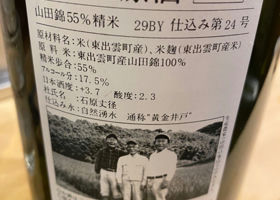 山田錦55%精米 29BY 仕込み第24号
原材料名：米(東出雲町産)、米麹(東出雲町産米)
原料米：東出雲町産山田錦100%
精米歩合：55%
アルコール分：17.5%
日本酒度：+3.7 酸度：2.3
杜氏名：石原丈径
仕込み水：自然湧水 通称"黄金井戸"